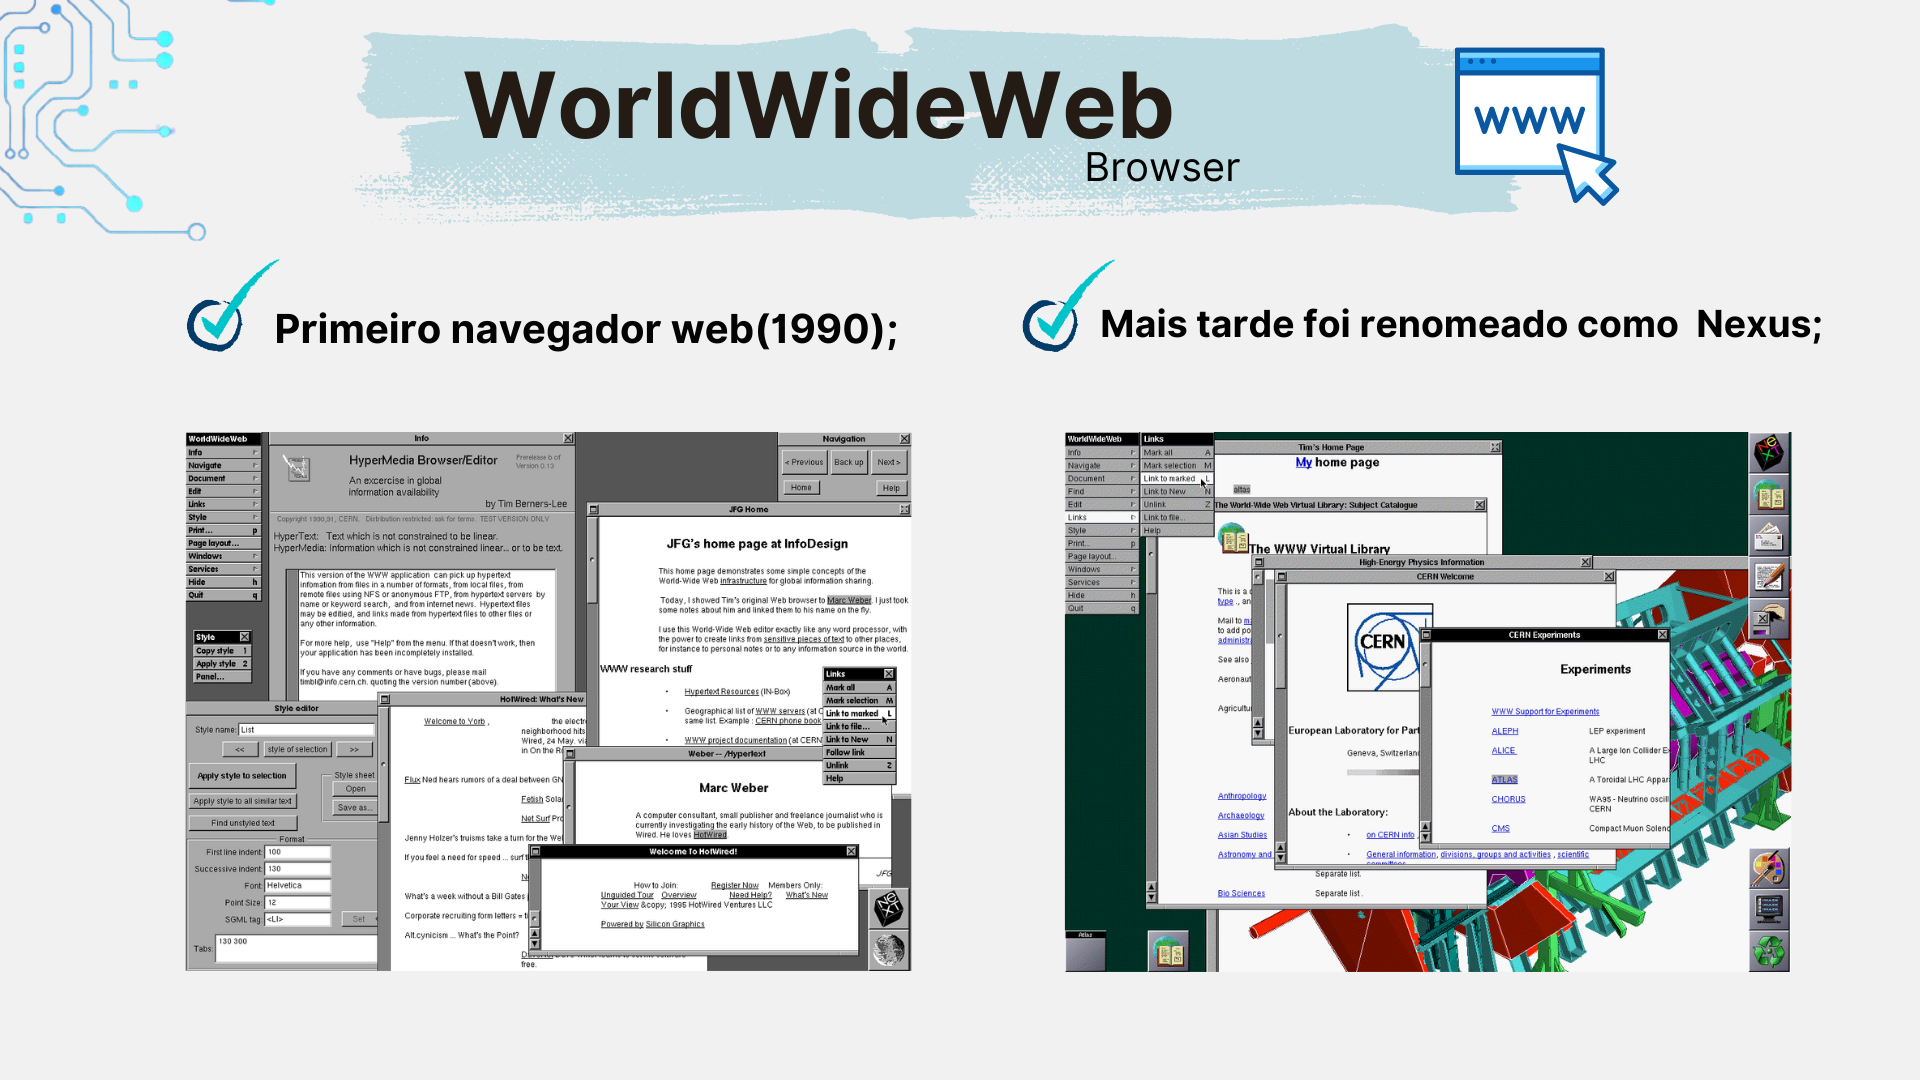 WorldWideWeb
Browser
WWW
Primeiro navegador web(1990);
Mais tarde foi renomeado como  Nexus;
WorldWideWeb
Info
Navigate
Document
Edit
Links
Style
Print... p
Page layout...
Windows
Services
Hide h
Quit q
Info
HyperMedia Browser/Editor
Prerelease b of
Version 0.13
An excercise in global
information availability
by Tim Berners-Lee
Copyright 1990,91, CERN. Distribution restricted: ask for terms. TEST VERSION ONLY
HyperText: Text which is not constrained to be linear.
HyperMedia: Information which is not constrained linear... or to be text.
This version of the WWW application can pick up hypertext
information from files in a number of formats, from local files, from
remote files using NFS or anonymous FTP, from hypertext servers by
name or keyword search, and from internet news. Hypertext files
may be edited, and links made from hypertext files to other files or
any other information.
For more help, use "Help" from the menu. If that doesn't work, then
your application has been incompletely installed.
If you have any comments or have bugs, please mail
timbl@info.cern.ch. quoting the version number (above).
Navigation
< Previous
Back up
Next >
Home
Help
Style
Copy style 1
Apply style 2
Panel...
JFG Home
JFG's home page at InfoDesign
This home page demonstrates some simple concepts of the
World-Wide Web infrastructure for global information sharing.
Today, I showed Tim's original Web browser to Marc Weber. I just took
some notes about him and linked them to his name on the fly.
I use this World-Wide Web editor exactly like any word processor, with
the power to create links from sensitive pieces of text to other places,
for instance to personal notes or to any information source in the world.
WWW research stuff
Hypertext Resources (IN-Box)
Geographical list of WWW servers (at C
same list. Example : CERN phone book
WWW project documentation (at CERN
Links
Mark all A
Mark selection M
Link to marked L
Link to file...
Link to New N
Follow link
Unlink Z
Help
Style editor
Style name: List
<<
style of selection
>>
Apply style to selection
Apply style to all similar text
Find unstyled text
Style sheet
Open
Save as...
Format
First line indent: 100
Successive indent: 130
Font: Helvetica
Point Size: 12
SGML tag: <LI>
Set
Tabs: 130 300
HotWired: What's New
Welcome to Yorb ,
the electr
neighborhood hits
Wired, 24 May. via
in On the R
Flux Ned hears rumors of a deal between GN
Fetish Sola
Net Surf Pr
Jenny Holzer's truisms take a turn for the We
If you feel a need for speed ... surf t
What's a week without a Bill Gates
Corporate recruiting form letters = t
Alt.cynicism ... What's the Point?
free.
Weber -- /Hypertext
Marc Weber
A computer consultant, small publisher and freelance journalist who is
currently investigating the early history of the Web, to be published in
Wired. He loves HotWired.
JFG
Welcome To HotWired!
How to Join:
Register Now
Members Only:
Unguided Tour
Overview
Need Help?
What's New
Your View &copy; 1995 HotWired Ventures LLC
Powered by Silicon Graphics
NeXT
WorldWideWeb
Info
Navigate
Document
Find
Edit
Links
Style
Print... p
Page layout...
Windows
Services
Hide h
Quit q
Links
Mark all A
Mark selection M
Link to marked L
Link to New N
Unlink Z
Link to file...
Help
Tim's Home Page
My home page
atlas
The World-Wide Web Virtual Library: Subject Catalogue
The WWW Virtual Library
This is a c
type ., an
Mail to m
to add po
administr
See also
Aeronaut
Agricultu
Anthropology
Archaeology
Asian Studies
Astronomy and
Bio Sciences
Separate list.
Separate list .
High-Energy Physics Information
CERN Welcome
CERN
European Laboratory for Part
Geneva, Switzerlan
About the Laboratory:
on CERN info
General information, divisions, groups and activities , scientific
committees
CERN Experiments
Experiments
WWW Support for Experiments
ALEPH
LEP experiment
ALICE
A Large Ion Collider E
LHC
ATLAS
A Toroidal LHC Appar
CHORUS
WA95 - Neutrino oscill
CERN
CMS
Compact Muon Solen
Atlas